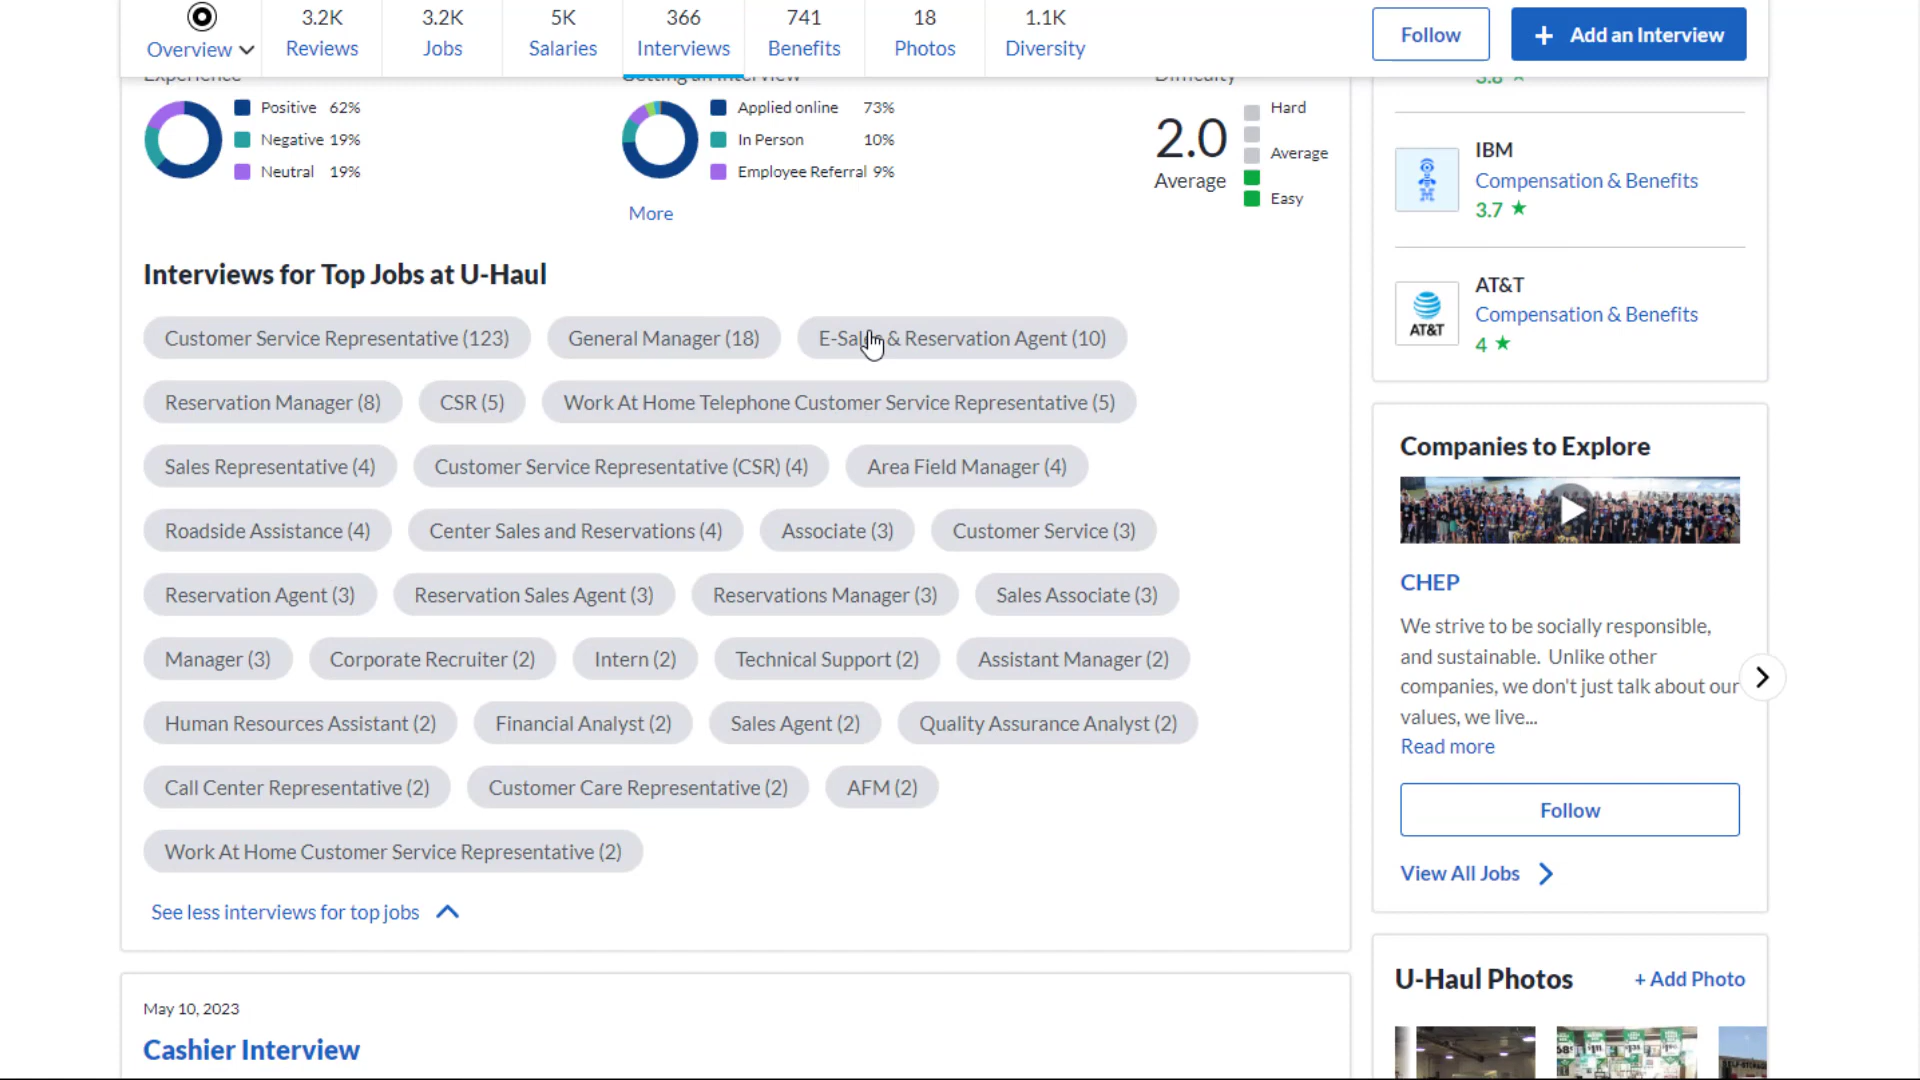 Overview
3.2K
Reviews
3.2K
Jobs
5K
Salaries
366
Interviews
741
Benefits
18
Photos
1.1K
Diversity
Follow
+ Add an Interview
Experience
Positive 62%
Negative 19%
Neutral 19%
Getting an Interview
Applied online 73%
In Person 10%
Employee Referral 9%
More
Difficulty
2.0
Average
Hard
Average
Easy
Interviews for Top Jobs at U-Haul
Customer Service Representative (123)
General Manager (18)
E-Sales & Reservation Agent (10)
Reservation Manager (8)
CSR (5)
Work At Home Telephone Customer Service Representative (5)
Sales Representative (4)
Customer Service Representative (CSR) (4)
Area Field Manager (4)
Roadside Assistance (4)
Center Sales and Reservations (4)
Associate (3)
Customer Service (3)
Reservation Agent (3)
Reservation Sales Agent (3)
Reservations Manager (3)
Sales Associate (3)
Manager (3)
Corporate Recruiter (2)
Intern (2)
Technical Support (2)
Assistant Manager (2)
Human Resources Assistant (2)
Financial Analyst (2)
Sales Agent (2)
Quality Assurance Analyst (2)
Call Center Representative (2)
Customer Care Representative (2)
AFM (2)
Work At Home Customer Service Representative (2)
See less interviews for top jobs
May 10, 2023
Cashier Interview
3.8 ★
IBM
Compensation & Benefits
3.7 ★
AT&T
AT&T
Compensation & Benefits
4 ★
Companies to Explore
CHEP
We strive to be socially responsible,
and sustainable. Unlike other
companies, we don't just talk about our
values, we live...
Read more
Follow
View All Jobs
U-Haul Photos
+ Add Photo